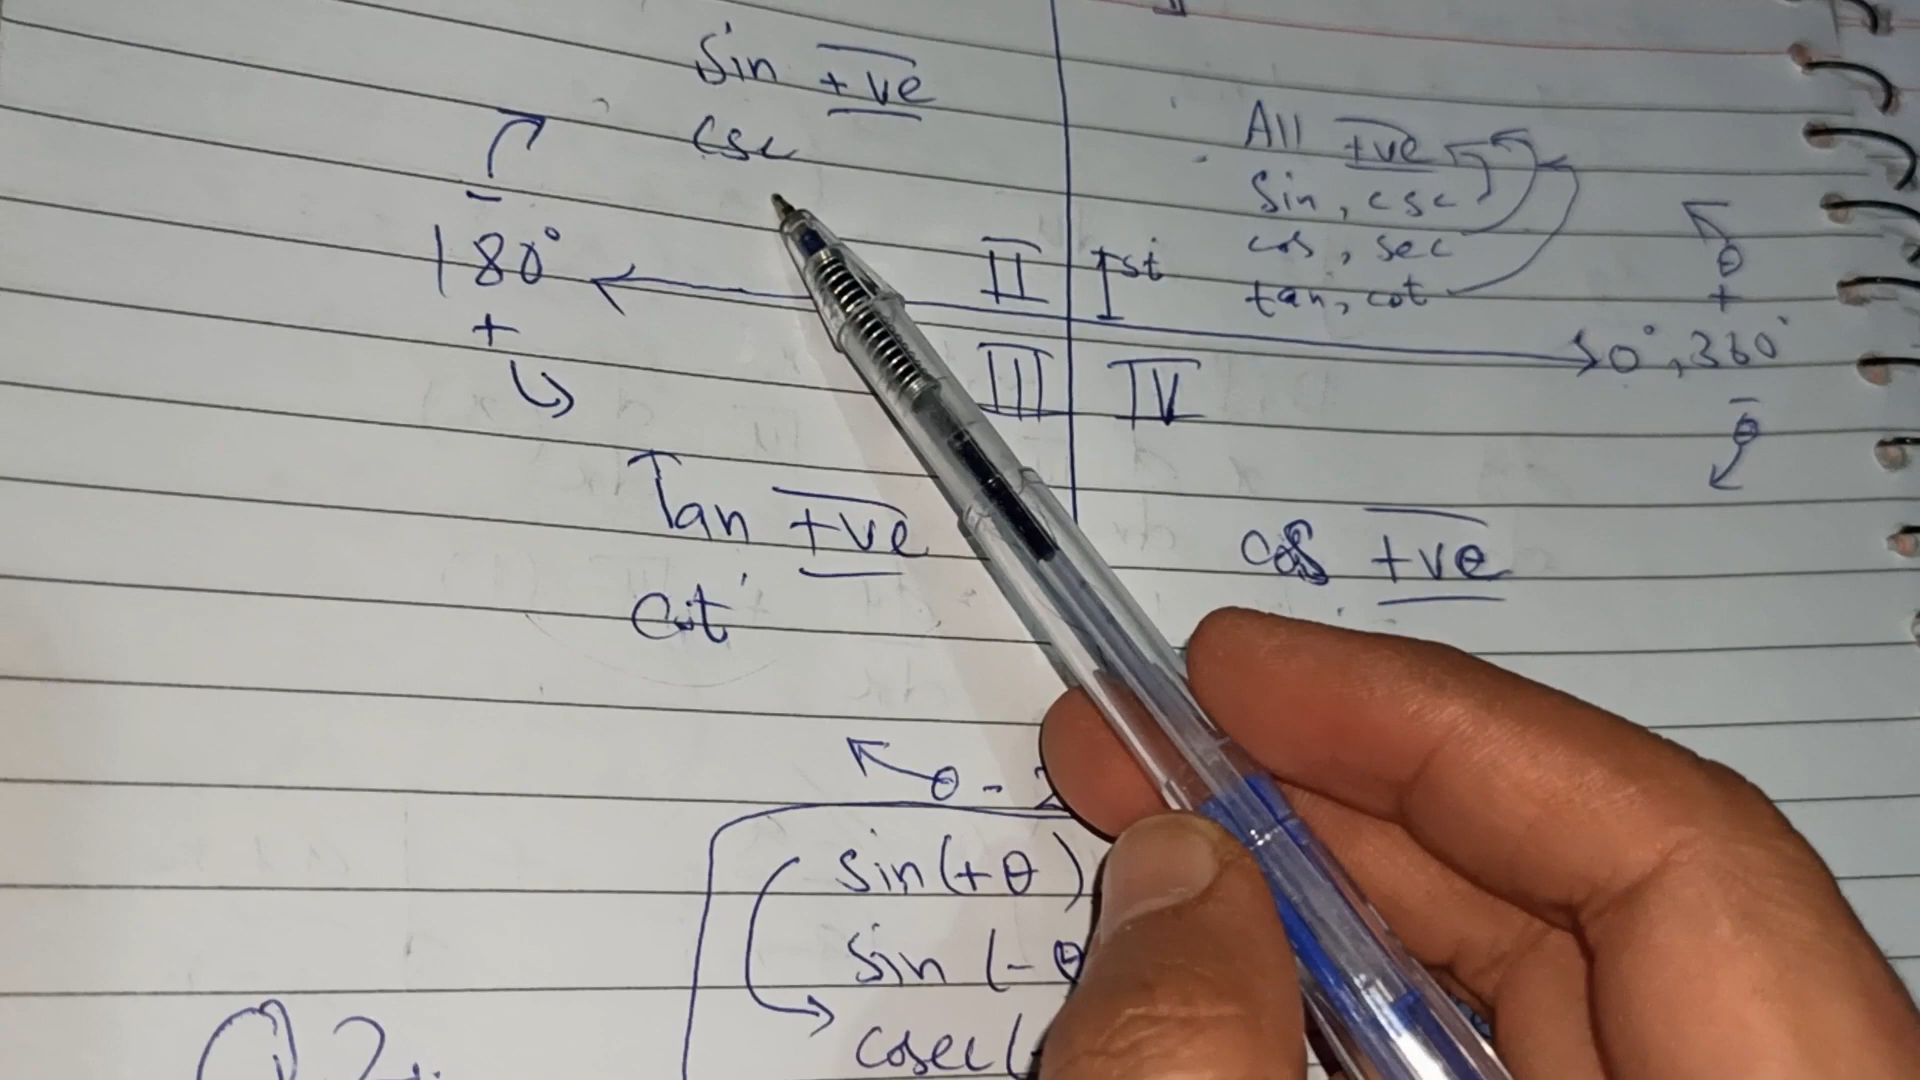 Sin +ve
csc
All +ve
Sin, csc
cos, sec
tan, cot
180°
-
+
II
Ist
III
IV
θ
+
0°, 360°
-
θ
Tan +ve
Cot
cos +ve
θ -
Sin(+θ)
Sin (-θ
cosec(-
Q2: